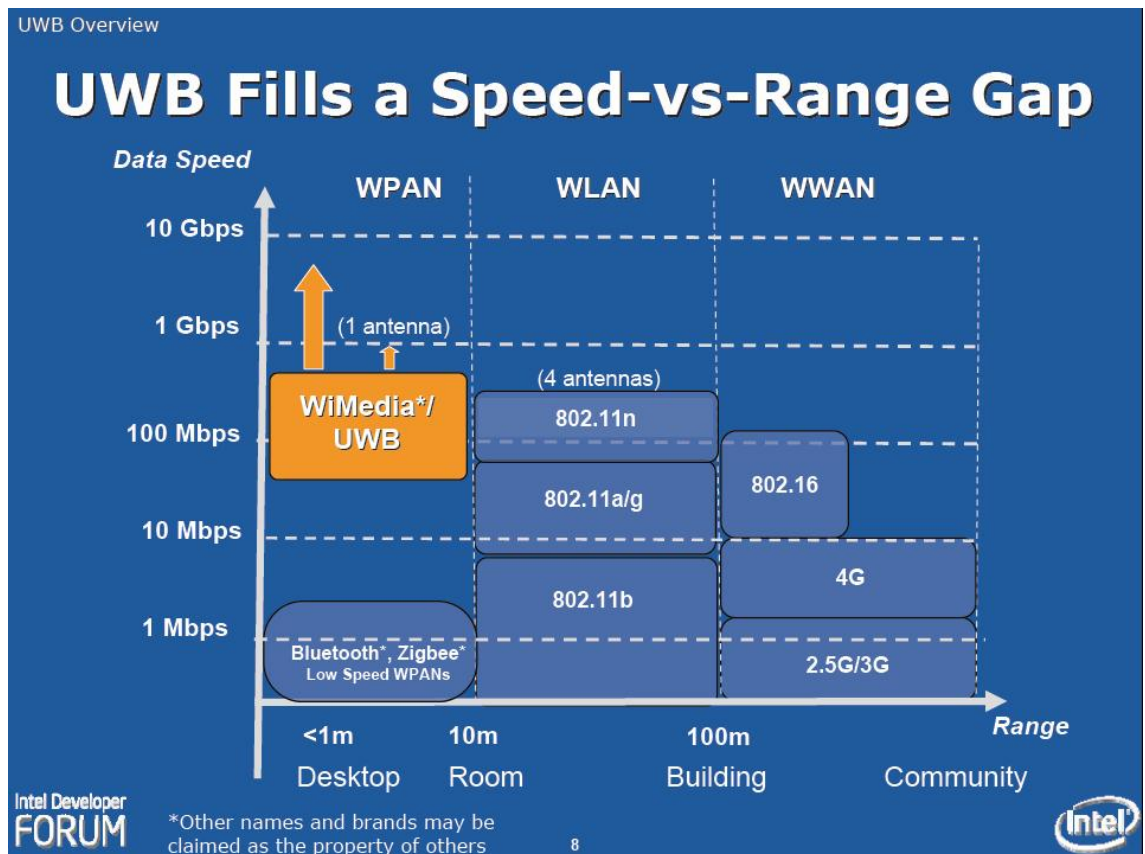 UWB Overview
UWB Fills a Speed-vs-Range Gap
Data Speed
WPAN
WLAN
WWAN
10 Gbps
1 Gbps
(1 antenna)
(4 antennas)
WiMedia*/
UWB
802.11n
100 Mbps
802.11a/g
802.16
10 Mbps
4G
802.11b
1 Mbps
Bluetooth*, Zigbee*
Low Speed WPANs
2.5G/3G
<1m
10m
100m
Range
Desktop
Room
Building
Community
Intel Developer
FORUM
*Other names and brands may be
claimed as the property of others
8
intel